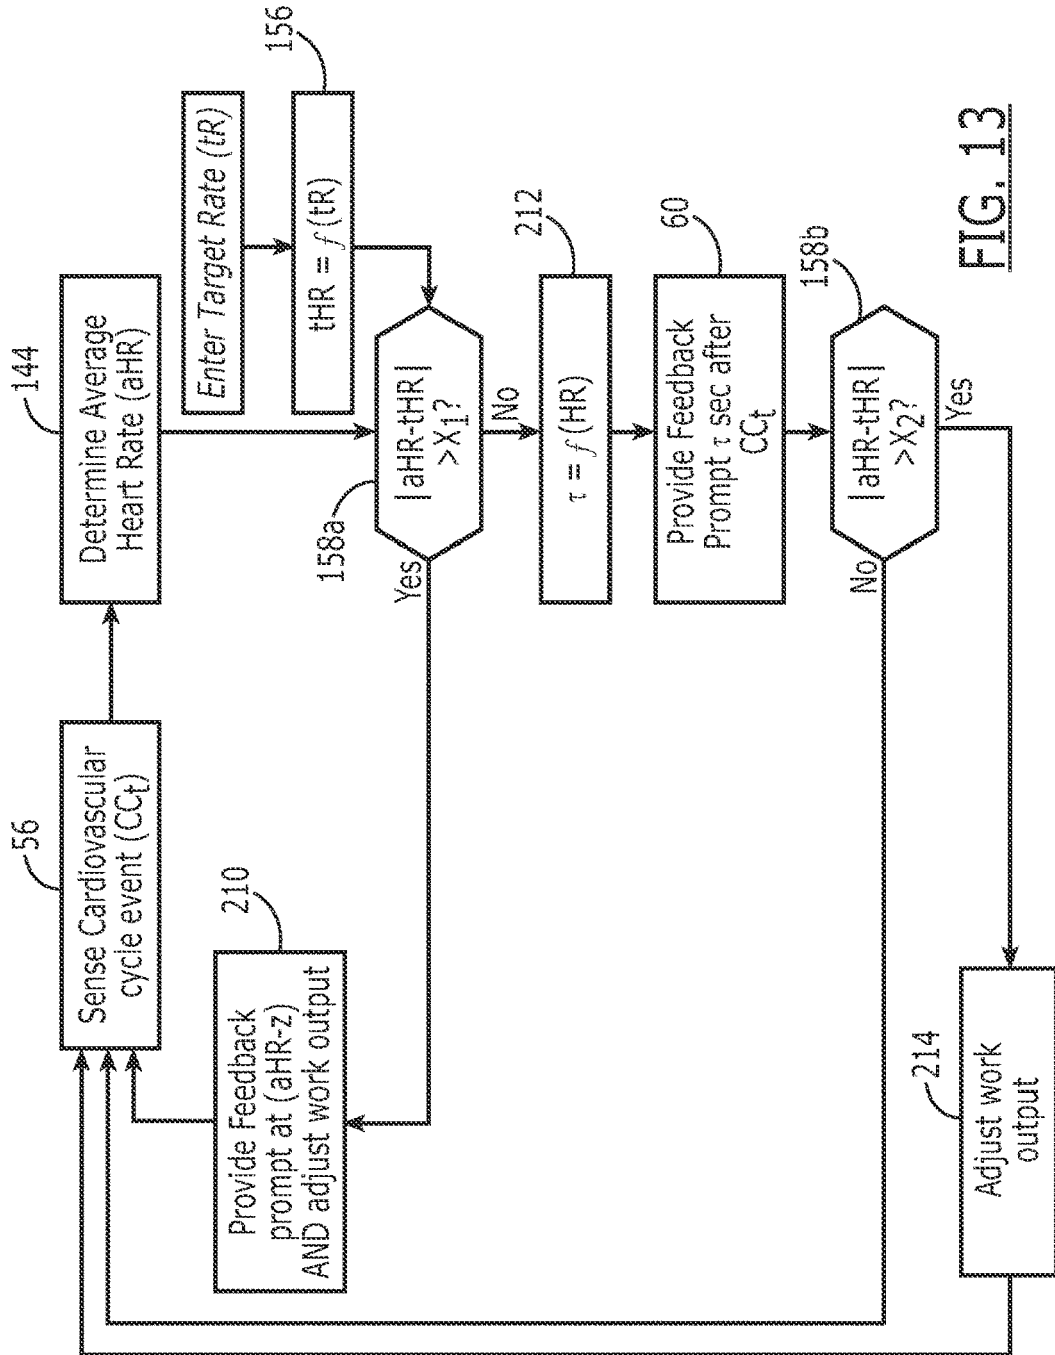 56
Sense Cardiovascular
cycle event (CCt)
144
Determine Average
Heart Rate (aHR)
Enter Target Rate (tR)
156
tHR = f(tR)
158a
|aHR-tHR|
>X1?
Yes
No
210
Provide Feedback
prompt at (aHR-z)
AND adjust work output
212
τ = f(HR)
60
Provide Feedback
Prompt τ sec after
CCt
158b
|aHR-tHR|
>X2?
No
Yes
214
Adjust work
output
FIG. 13